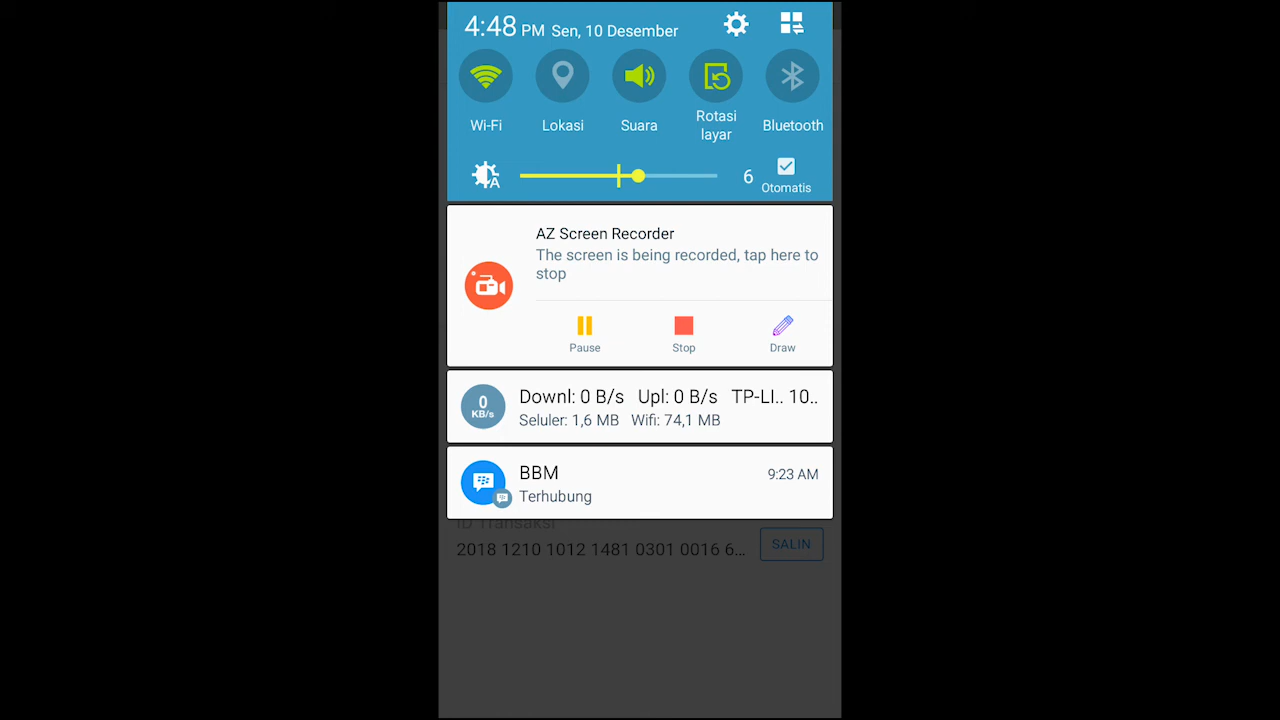 4:48 PM Sen, 10 Desember
Wi-Fi
Lokasi
Suara
Rotasi
layar
Bluetooth
A
6
Otomatis
AZ Screen Recorder
The screen is being recorded, tap here to
stop
Pause
Stop
Draw
0
KB/s
Downl: 0 B/s Upl: 0 B/s TP-LI.. 10..
Seluler: 1,6 MB Wifi: 74,1 MB
BBM
9:23 AM
Terhubung
ID Transaksi
2018 1210 1012 1481 0301 0016 6...
SALIN